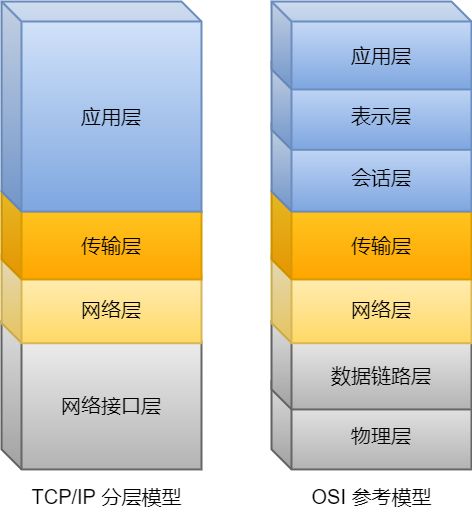 应用层
传输层
网络层
网络接口层
TCP/IP 分层模型
应用层
表示层
会话层
传输层
网络层
数据链路层
物理层
OSI 参考模型